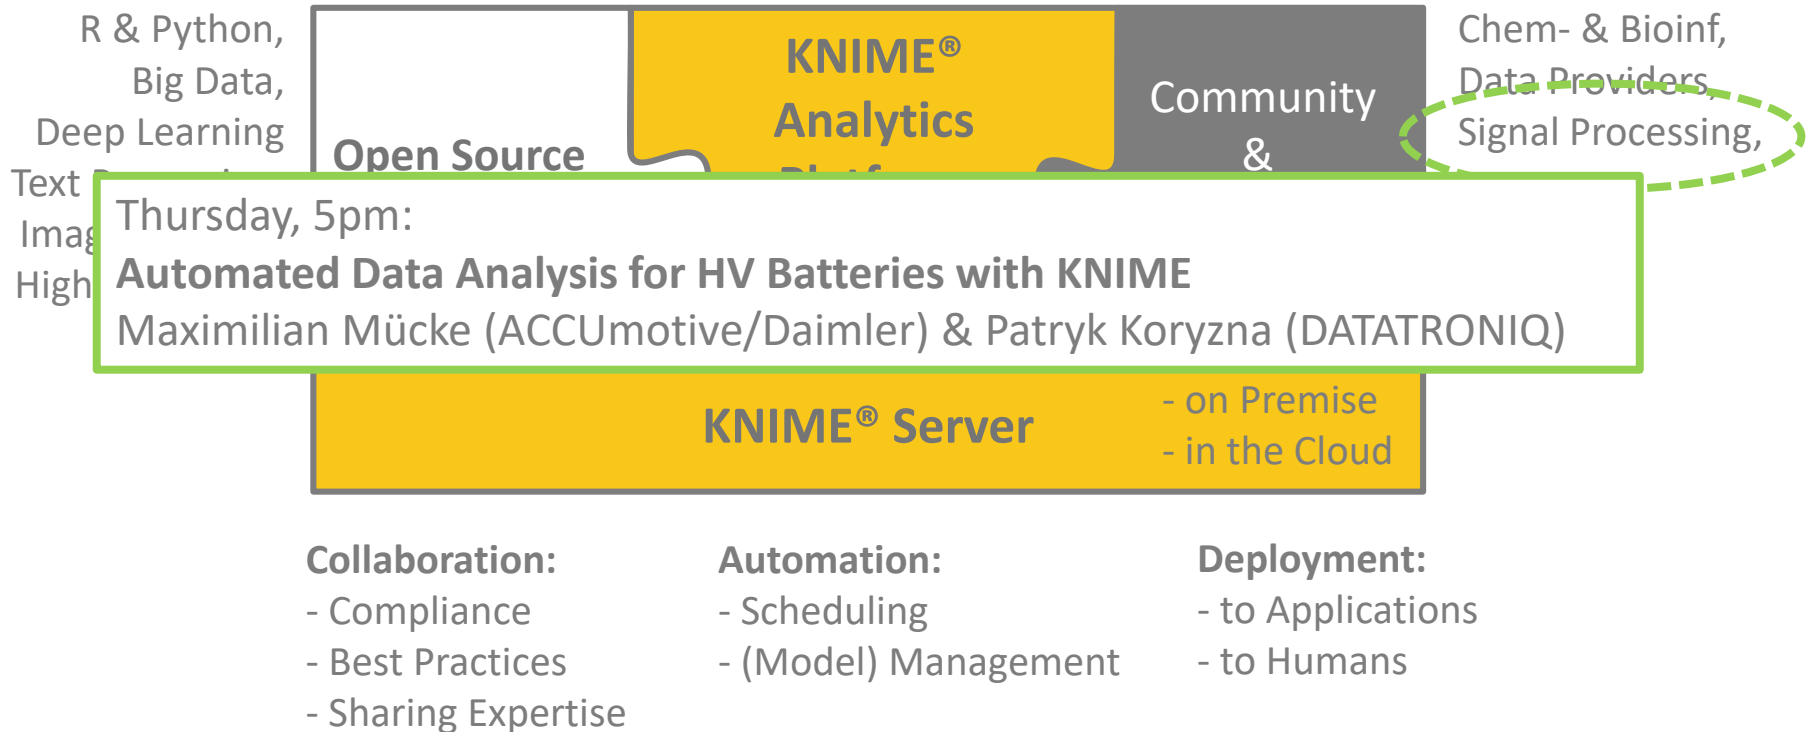 R & Python,
Big Data,
Deep Learning
Text
High
Open Source
KNIME®
Analytics
Community
&
Chem- & Bioinf,
Data Providers,
Signal Processing,
Thursday, 5pm:
Automated Data Analysis for HV Batteries with KNIME
Maximilian Mücke (ACCUmotive/Daimler) & Patryk Koryzna (DATATRONIQ)
KNIME® Server
- on Premise
- in the Cloud
Collaboration:
- Compliance
- Best Practices
- Sharing Expertise
Automation:
- Scheduling
- (Model) Management
Deployment:
- to Applications
- to Humans